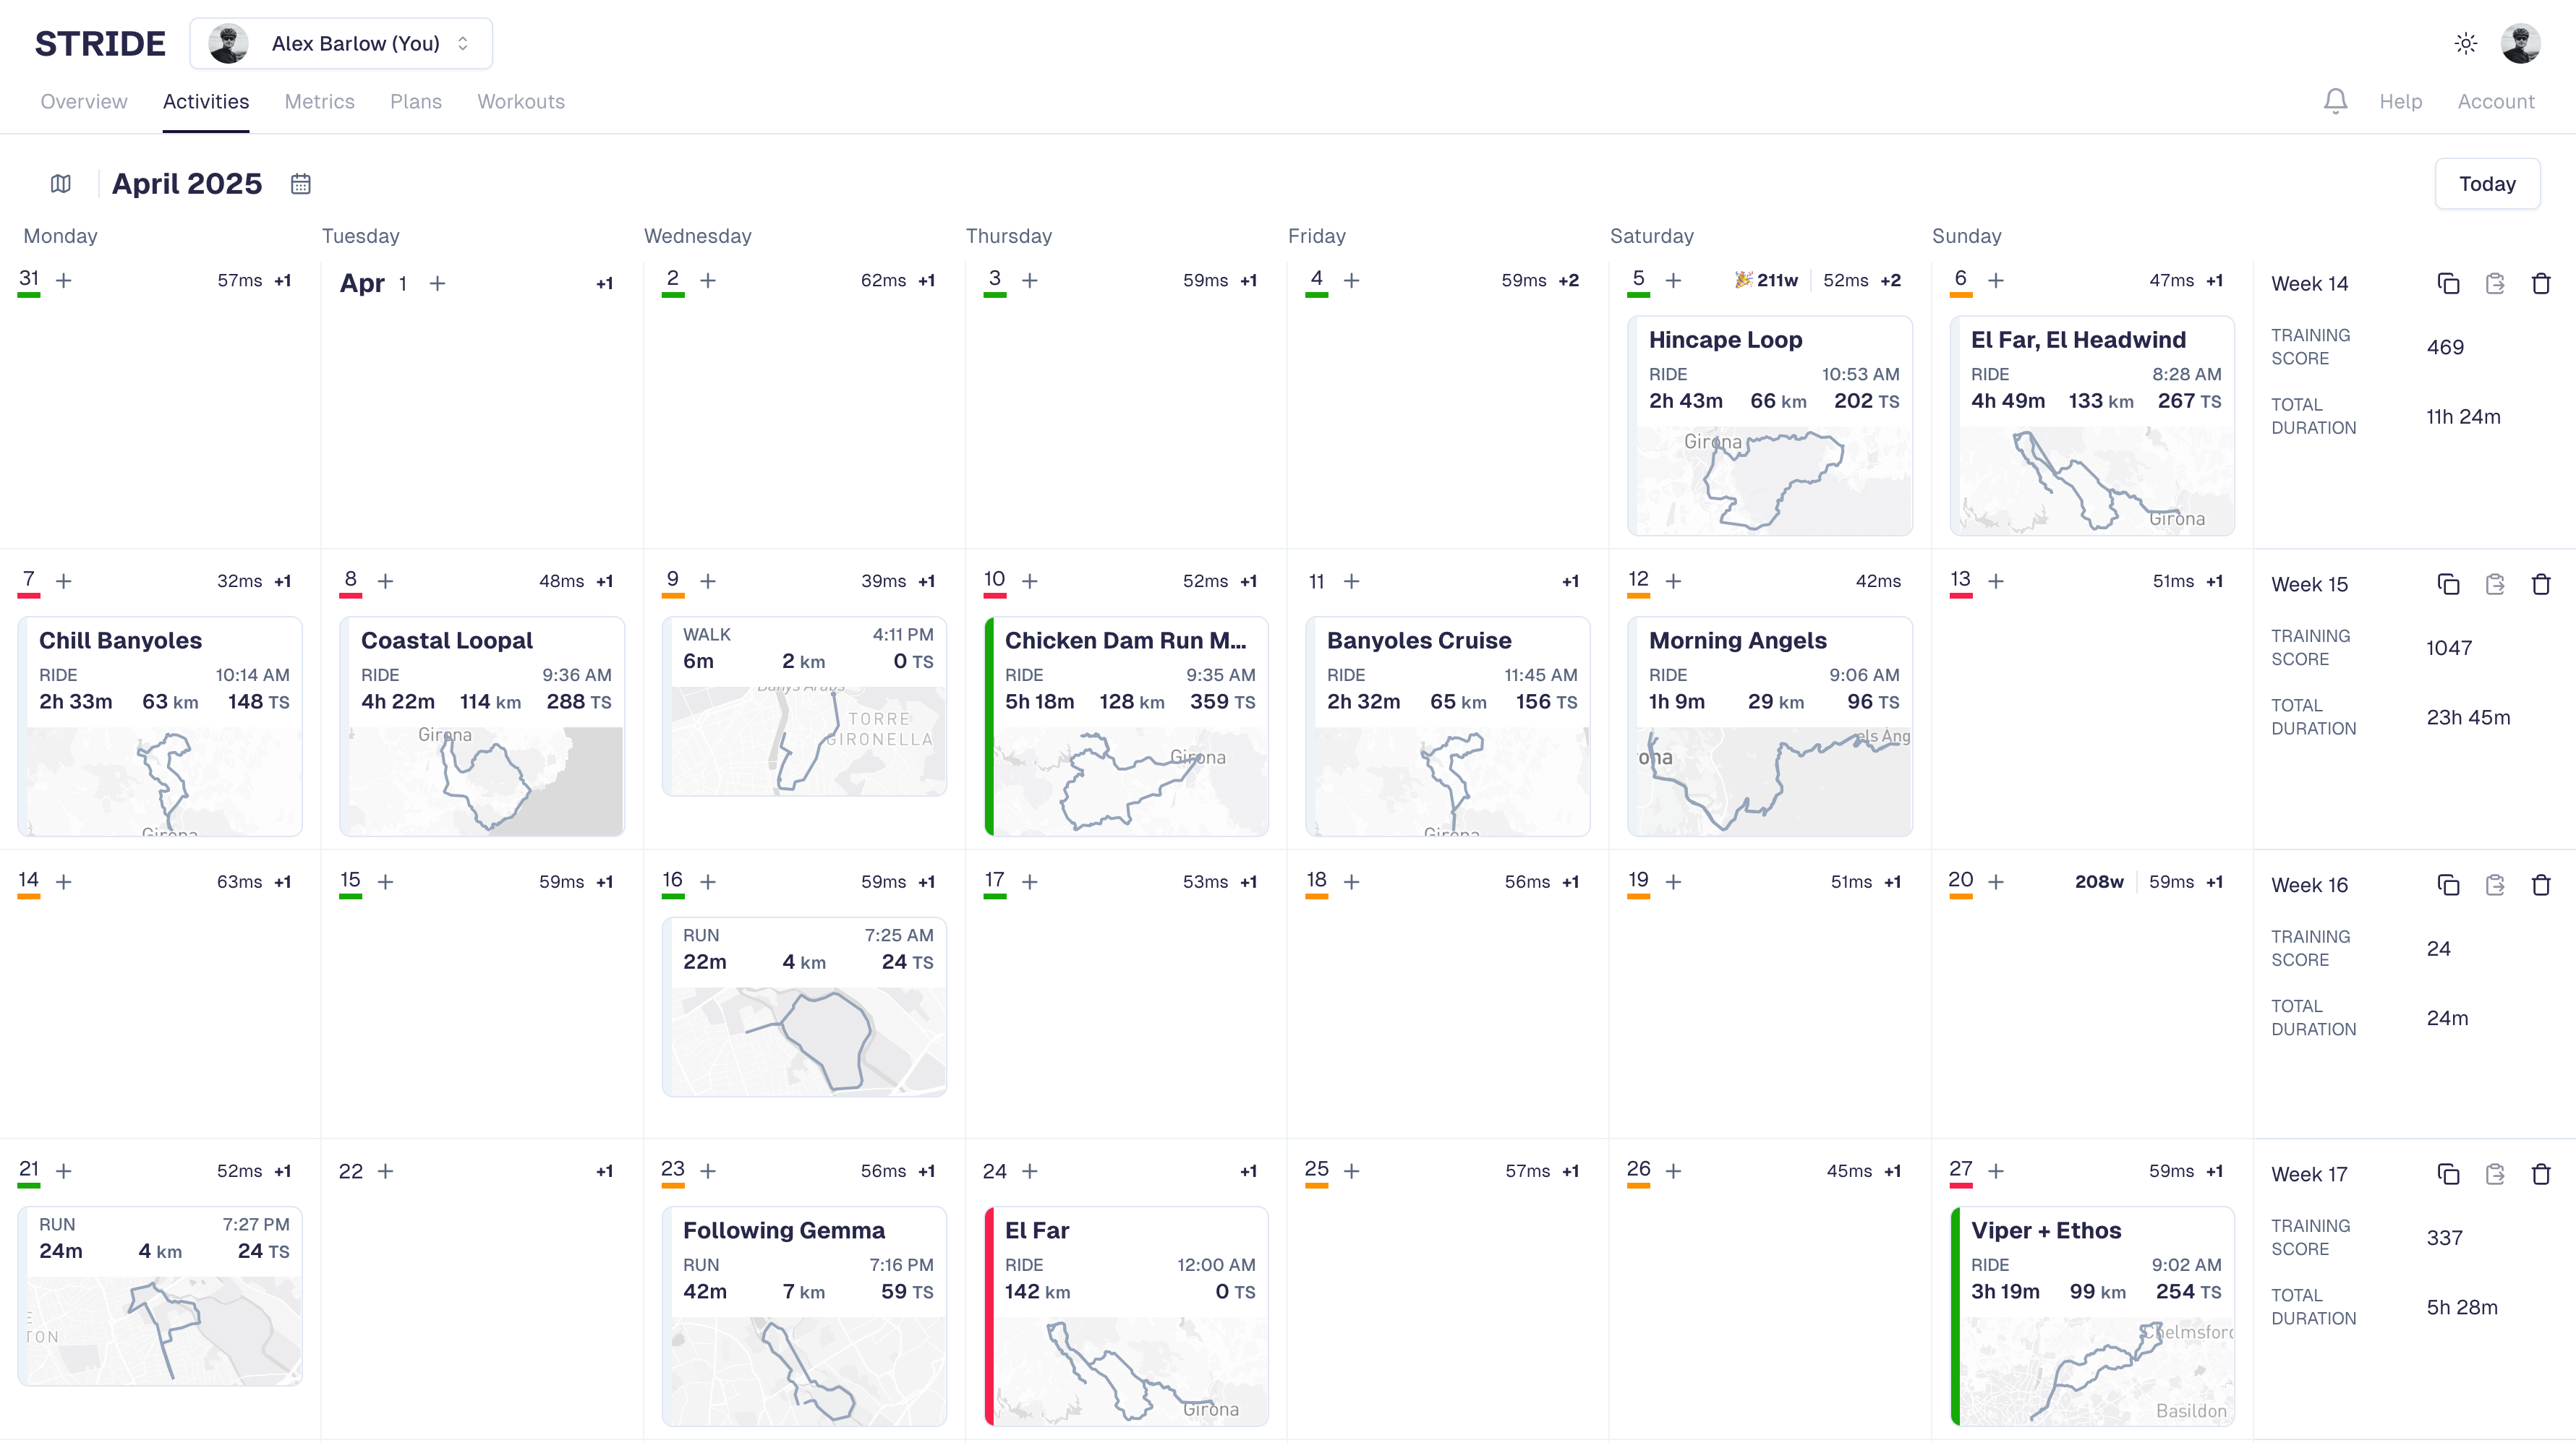 STRIDE
Alex Barlow (You)
Overview Activities Metrics Plans Workouts
Help Account
April 2025
Today
Monday Tuesday Wednesday Thursday Friday Saturday Sunday
31 57ms +1
Apr 1 +1
2 62ms +1
3 59ms +1
4 59ms +2
5 🎉 211w 52ms +2
Hincape Loop
RIDE 10:53 AM
2h 43m 66 km 202 TS
Girona
6 47ms +1
El Far, El Headwind
RIDE 8:28 AM
4h 49m 133 km 267 TS
Girona
Week 14
TRAINING
SCORE
469
TOTAL
DURATION
11h 24m
7 32ms +1
Chill Banyoles
RIDE 10:14 AM
2h 33m 63 km 148 TS
Girona
8 48ms +1
Coastal Loopal
RIDE 9:36 AM
4h 22m 114 km 288 TS
Girona
9 39ms +1
WALK 4:11 PM
6m 2 km 0 TS
TORRE
GIRONELLA
10 52ms +1
Chicken Dam Run M...
RIDE 9:35 AM
5h 18m 128 km 359 TS
Girona
11 +1
Banyoles Cruise
RIDE 11:45 AM
2h 32m 65 km 156 TS
Girona
12 42ms
Morning Angels
RIDE 9:06 AM
1h 9m 29 km 96 TS
els Ang
ona
13 51ms +1
Week 15
TRAINING
SCORE
1047
TOTAL
DURATION
23h 45m
14 63ms +1
15 59ms +1
16 59ms +1
RUN 7:25 AM
22m 4 km 24 TS
17 53ms +1
18 56ms +1
19 51ms +1
20 208w 59ms +1
Week 16
TRAINING
SCORE
24
TOTAL
DURATION
24m
21 52ms +1
RUN 7:27 PM
24m 4 km 24 TS
TON
22 +1
23 56ms +1
Following Gemma
RUN 7:16 PM
42m 7 km 59 TS
24 +1
El Far
RIDE 12:00 AM
142 km 0 TS
Girona
25 57ms +1
26 45ms +1
27 59ms +1
Viper + Ethos
RIDE 9:02 AM
3h 19m 99 km 254 TS
Chelmsford
Basildon
Week 17
TRAINING
SCORE
337
TOTAL
DURATION
5h 28m